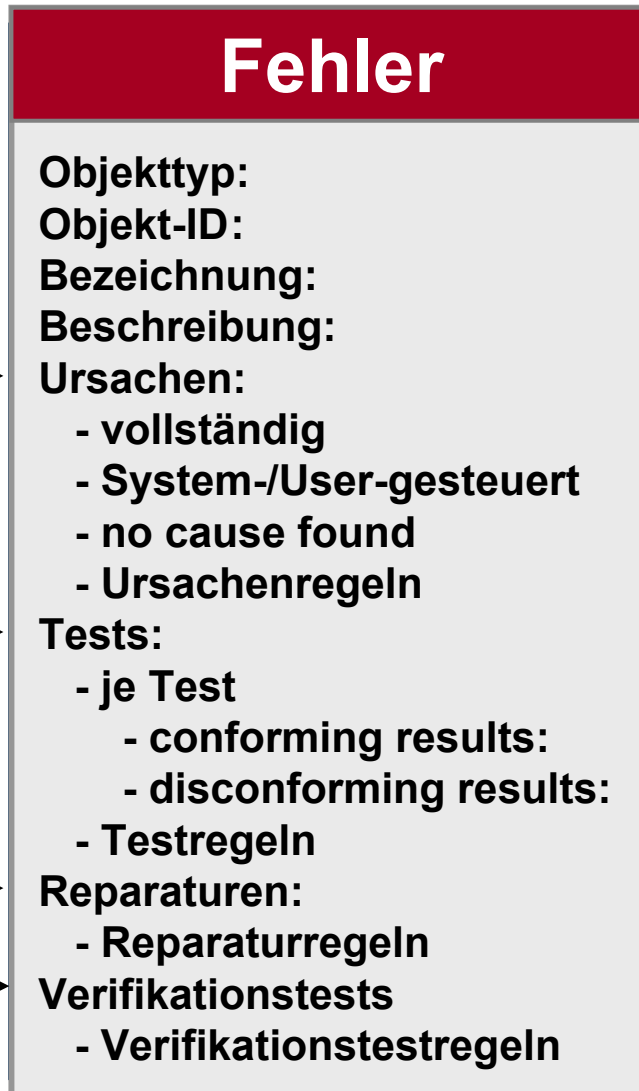 Fehler
Objekttyp:
Objekt-ID:
Bezeichnung:
Beschreibung:
Ursachen:
- vollständig
- System-/User-gesteuert
- no cause found
- Ursachenregeln
Tests:
- je Test
- conforming results:
- disconforming results:
- Testregeln
Reparaturen:
- Reparaturregeln
Verifikationstests
- Verifikationstestregeln